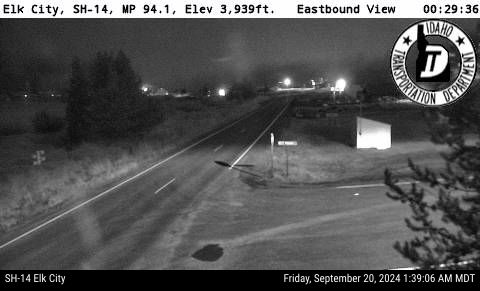 Elk City, SH-14, MP 94.1, Elev 3,939ft. Eastbound View 00:29:36
IDAHO
TRANSPORTATION DEPARTMENT
SH-14 Elk City Friday, September 20, 2024 1:39:06 AM MDT